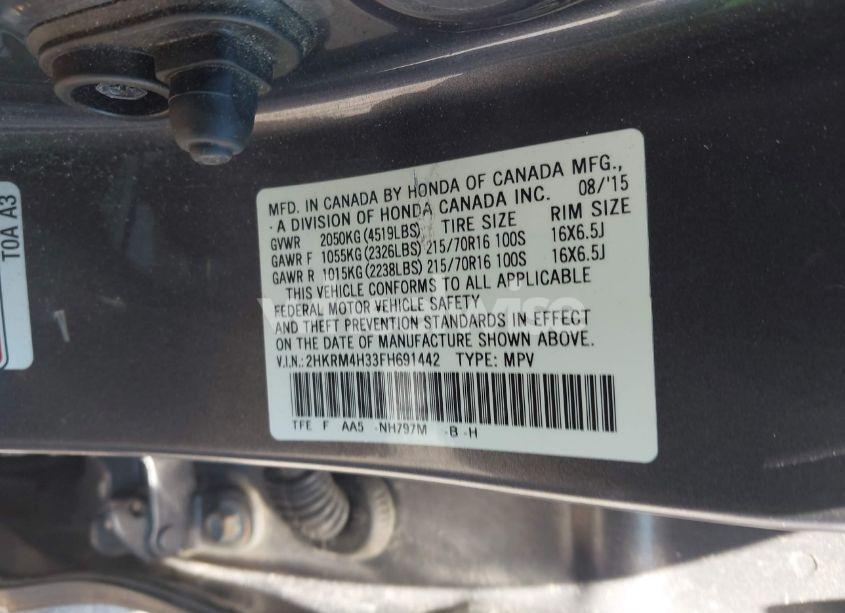 MFD. IN CANADA BY HONDA OF CANADA MFG.,
A DIVISION OF HONDA CANADA INC. 08/'15
GVWR 2050KG(4519LBS) TIRE SIZE RIM SIZE
GAWR F 1055KG(2326LBS) 215/70R16 100S 16X6.5J
GAWR R 1015KG(2238LBS) 215/70R16 100S 16X6.5J
THIS VEHICLE CONFORMS TO ALL APPLICABLE
FEDERAL MOTOR VEHICLE SAFETY
AND THEFT PREVENTION STANDARDS IN EFFECT
ON THE DATE OF MANUFACTURE SHOWN ABOVE.
V.I.N.: 2HKRM4H33FH691442 TYPE: MPV
TFE F AA5 -NH797M -B -H
T0A A3